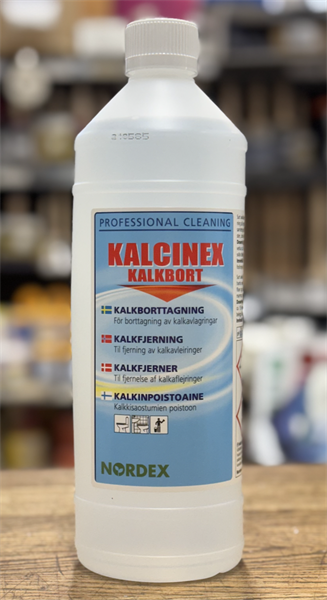 PROFESSIONAL CLEANING
KALCINEX
KALKBORT
KALKBORTTAGNING
För borttagning av kalkavlagringar
KALKFJERNING
Til fjerning av kalkavleiringer
KALKFJERNER
Til fjernelse af kalkaflejringer
KALKINPOISTOAINE
Kalkkisaostumien poistoon
NORDEX